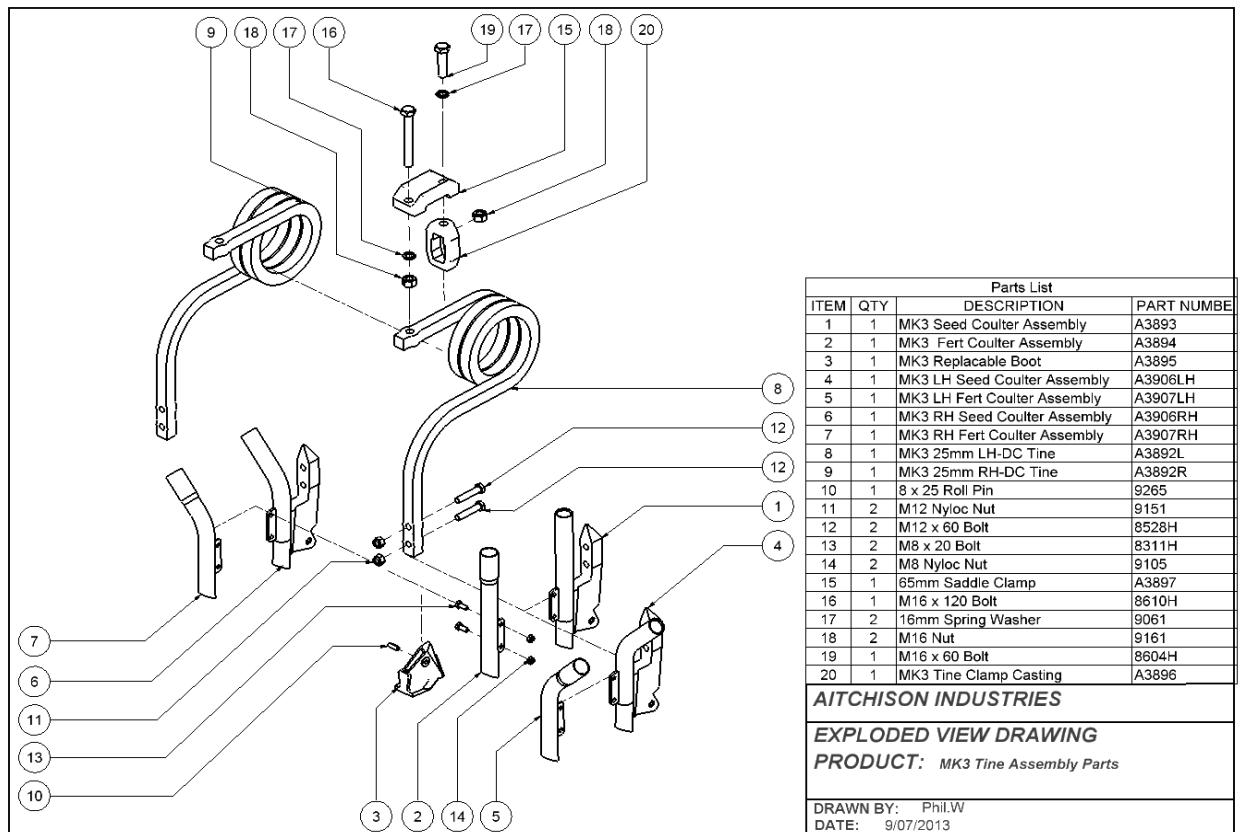 9 18 17 16 19 17 15 18 20
8
12
12
1
4
7
6
11
13
10
3 2 14 5
Parts List
ITEM QTY DESCRIPTION PART NUMBE
1 1 MK3 Seed Coulter Assembly A3893
2 1 MK3 Fert Coulter Assembly A3894
3 1 MK3 Replacable Boot A3895
4 1 MK3 LH Seed Coulter Assembly A3906LH
5 1 MK3 LH Fert Coulter Assembly A3907LH
6 1 MK3 RH Seed Coulter Assembly A3906RH
7 1 MK3 RH Fert Coulter Assembly A3907RH
8 1 MK3 25mm LH-DC Tine A3892L
9 1 MK3 25mm RH-DC Tine A3892R
10 1 8 x 25 Roll Pin 9265
11 2 M12 Nyloc Nut 9151
12 2 M12 x 60 Bolt 8528H
13 2 M8 x 20 Bolt 8311H
14 2 M8 Nyloc Nut 9105
15 1 65mm Saddle Clamp A3897
16 1 M16 x 120 Bolt 8610H
17 2 16mm Spring Washer 9061
18 2 M16 Nut 9161
19 1 M16 x 60 Bolt 8604H
20 1 MK3 Tine Clamp Casting A3896
AITCHISON INDUSTRIES
EXPLODED VIEW DRAWING
PRODUCT: MK3 Tine Assembly Parts
DRAWN BY: Phil.W
DATE: 9/07/2013